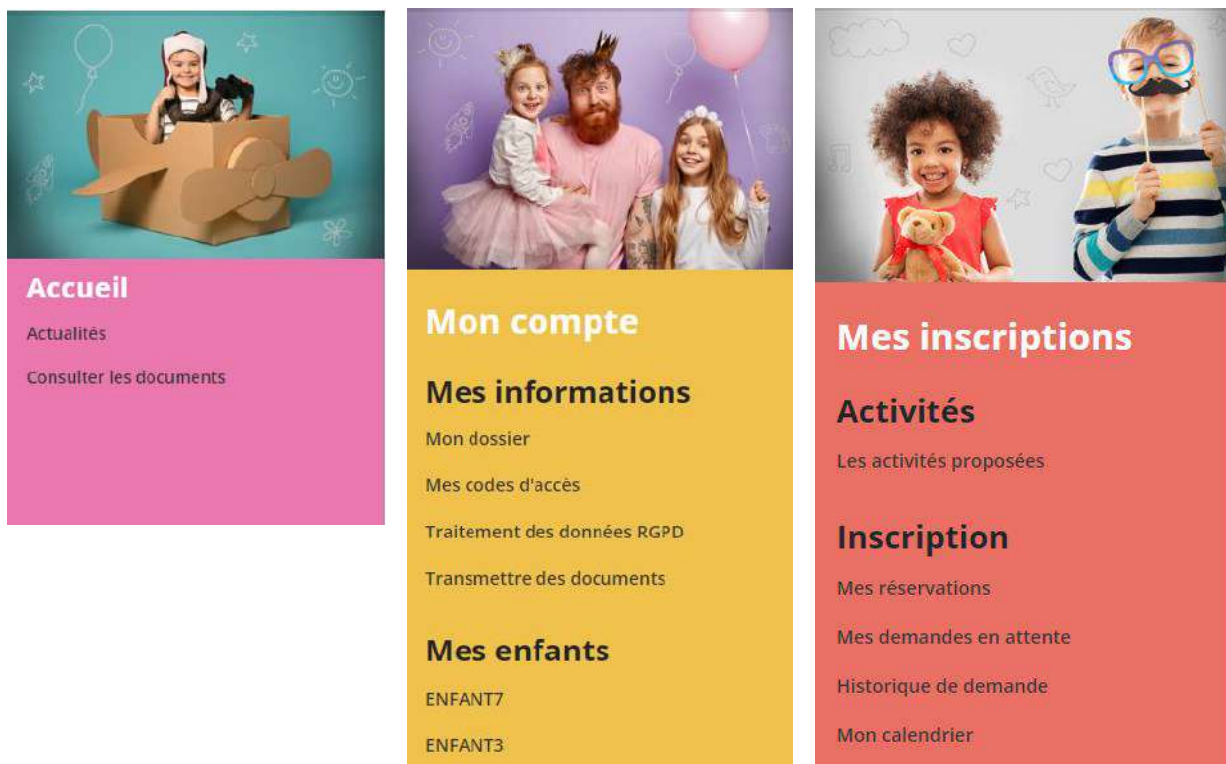 Accueil
Actualités
Consulter les documents
Mon compte
Mes informations
Mon dossier
Mes codes d'accès
Traitement des données RGPD
Transmettre des documents
Mes enfants
ENFANT7
ENFANT3
Mes inscriptions
Activités
Les activités proposées
Inscription
Mes réservations
Mes demandes en attente
Historique de demande
Mon calendrier